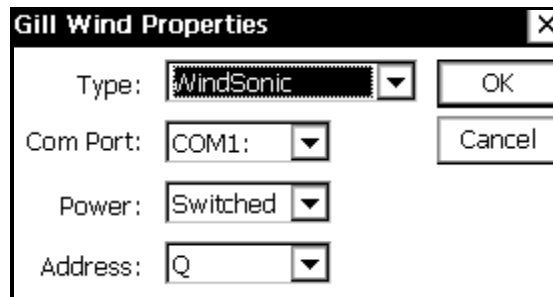 Gill Wind Properties
Type: WindSonic OK
Com Port: COM1: Cancel
Power: Switched
Address: Q